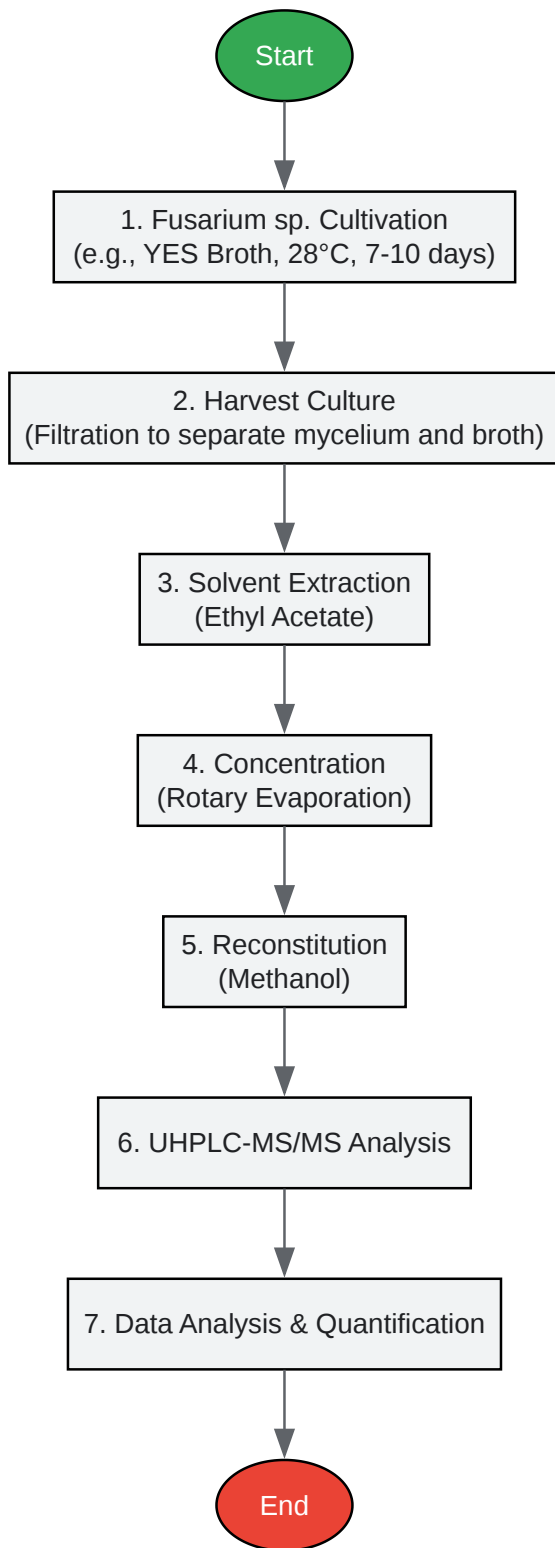 Start
1. Fusarium sp. Cultivation
(e.g., YES Broth, 28°C, 7-10 days)
2. Harvest Culture
(Filtration to separate mycelium and broth)
3. Solvent Extraction
(Ethyl Acetate)
4. Concentration
(Rotary Evaporation)
5. Reconstitution
(Methanol)
6. UHPLC-MS/MS Analysis
7. Data Analysis & Quantification
End